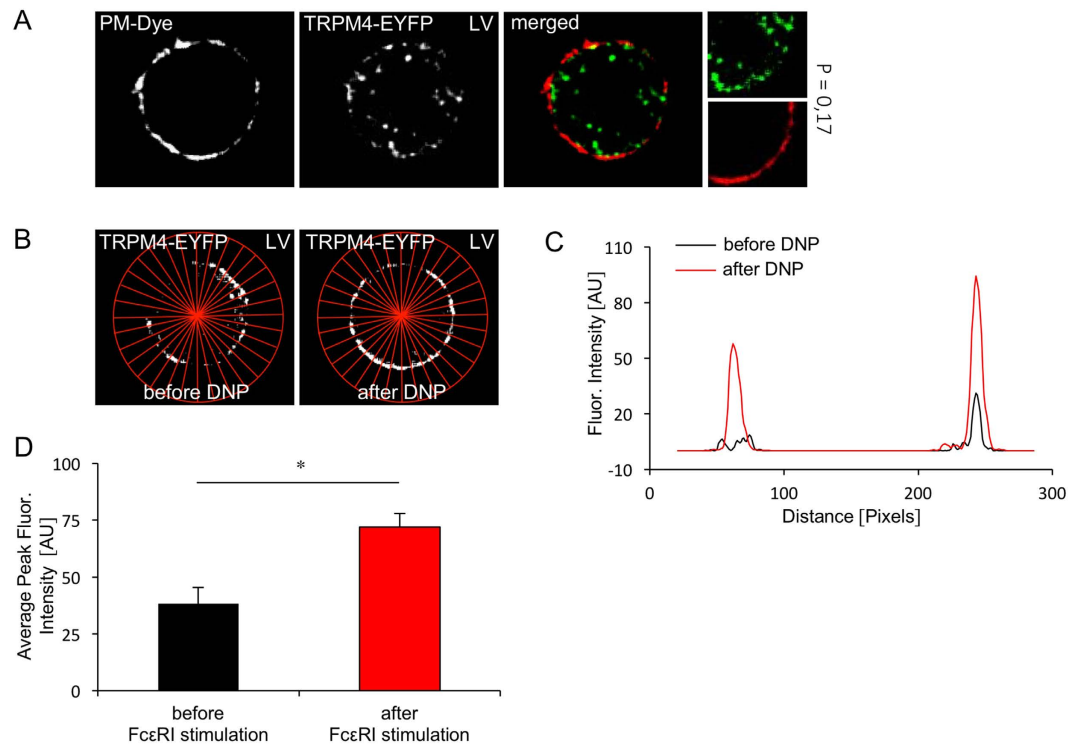 A
PM-Dye
TRPM4-EYFP LV
merged
P = 0,17
B
TRPM4-EYFP LV
before DNP
TRPM4-EYFP LV
after DNP
C
before DNP
after DNP
Fluor. Intensity [AU]
110
80
50
20
-10
0 100 200 300
Distance [Pixels]
D
Average Peak Fluor.
Intensity [AU]
100
75
50
25
0
*
before
FcεRI stimulation
after
FcεRI stimulation